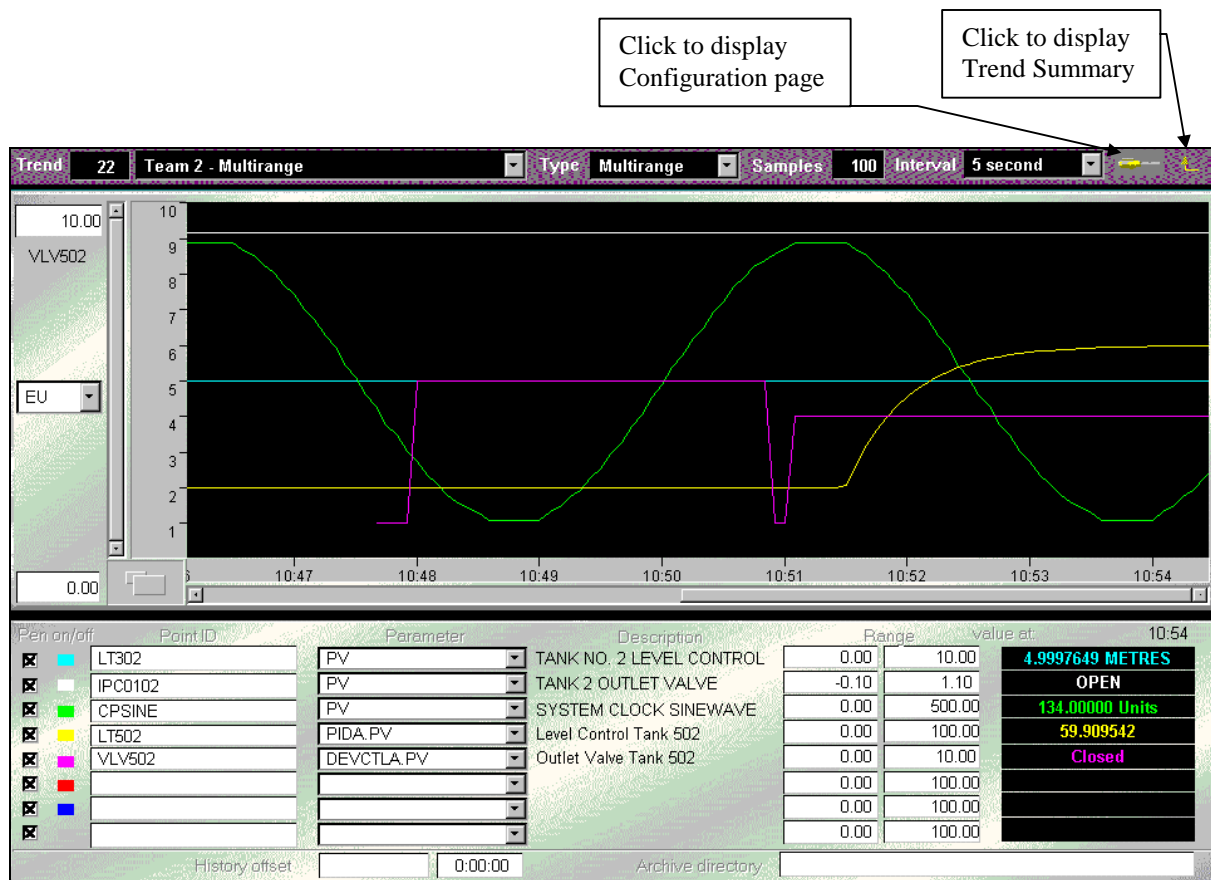 Click to display
Configuration page
Click to display
Trend Summary
Trend 22 Team 2 - Multirange Type Multirange Samples 100 Interval 5 second
10.00
VLV502
EU
0.00
10
9
8
7
6
5
4
3
2
1
6 10:47 10:48 10:49 10:50 10:51 10:52 10:53 10:54
Pen on/off Point ID Parameter Description Range value at: 10:54
LT302 PV TANK NO. 2 LEVEL CONTROL 0.00 10.00 4.9997649 METRES
IPC0102 PV TANK 2 OUTLET VALVE -0.10 1.10 OPEN
CPSINE PV SYSTEM CLOCK SINEWAVE 0.00 500.00 134.00000 Units
LT502 PIDA.PV Level Control Tank 502 0.00 100.00 59.909542
VLV502 DEVCTLA.PV Outlet Valve Tank 502 0.00 10.00 Closed
0.00 100.00
0.00 100.00
0.00 100.00
History offset 0:00:00 Archive directory